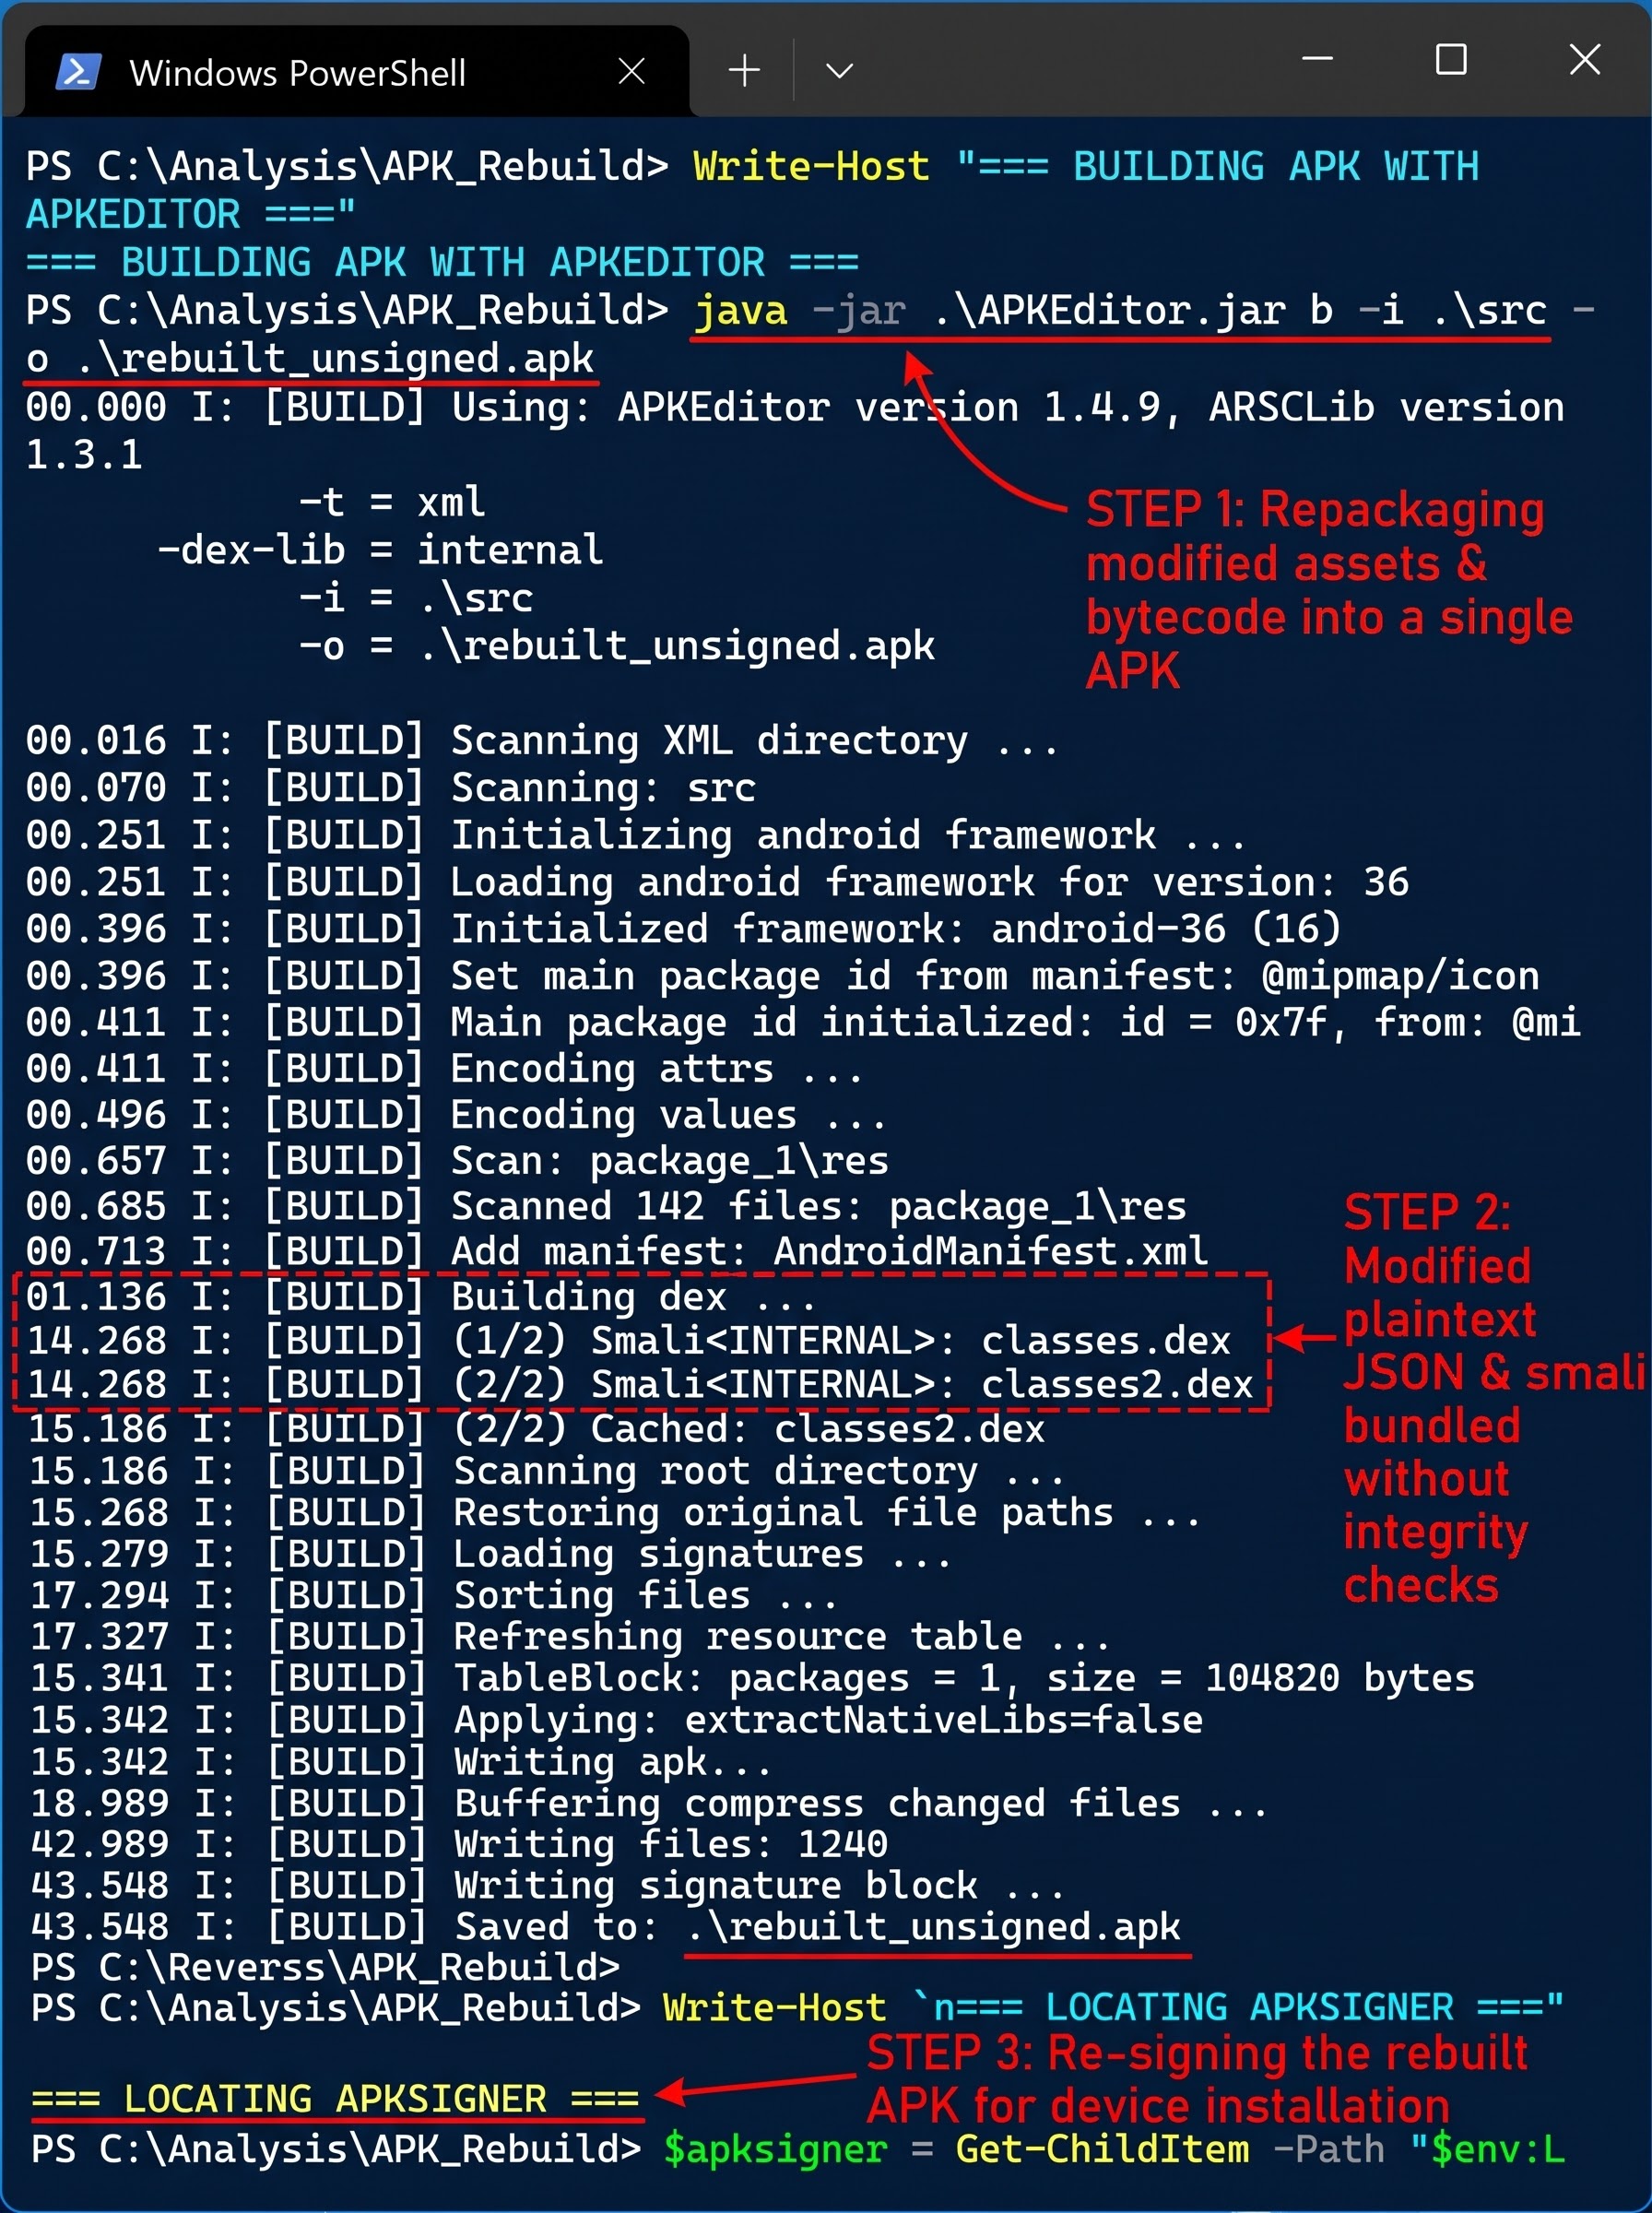 Windows PowerShell
PS C:\Analysis\APK_Rebuild> Write-Host "=== BUILDING APK WITH
APKEDITOR ==="
=== BUILDING APK WITH APKEDITOR ===
PS C:\Analysis\APK_Rebuild> java -jar .\APKEditor.jar b -i .\src -
o .\rebuilt_unsigned.apk
00.000 I: [BUILD] Using: APKEditor version 1.4.9, ARSCLib version
1.3.1
-t = xml
-dex-lib = internal
-i = .\src
-o = .\rebuilt_unsigned.apk
STEP 1: Repackaging
modified assets &
bytecode into a single
APK
00.016 I: [BUILD] Scanning XML directory ...
00.070 I: [BUILD] Scanning: src
00.251 I: [BUILD] Initializing android framework ...
00.251 I: [BUILD] Loading android framework for version: 36
00.396 I: [BUILD] Initialized framework: android-36 (16)
00.396 I: [BUILD] Set main package id from manifest: @mipmap/icon
00.411 I: [BUILD] Main package id initialized: id = 0x7f, from: @mi
00.411 I: [BUILD] Encoding attrs ...
00.496 I: [BUILD] Encoding values ...
00.657 I: [BUILD] Scan: package_1\res
00.685 I: [BUILD] Scanned 142 files: package_1\res
00.713 I: [BUILD] Add manifest: AndroidManifest.xml
01.136 I: [BUILD] Building dex ...
14.268 I: [BUILD] (1/2) Smali<INTERNAL>: classes.dex
14.268 I: [BUILD] (2/2) Smali<INTERNAL>: classes2.dex
STEP 2:
Modified
plaintext
JSON & smali
bundled
without
integrity
checks
15.186 I: [BUILD] (2/2) Cached: classes2.dex
15.186 I: [BUILD] Scanning root directory ...
15.268 I: [BUILD] Restoring original file paths ...
15.279 I: [BUILD] Loading signatures ...
17.294 I: [BUILD] Sorting files ...
17.327 I: [BUILD] Refreshing resource table ...
15.341 I: [BUILD] TableBlock: packages = 1, size = 104820 bytes
15.342 I: [BUILD] Applying: extractNativeLibs=false
15.342 I: [BUILD] Writing apk...
18.989 I: [BUILD] Buffering compress changed files ...
42.989 I: [BUILD] Writing files: 1240
43.548 I: [BUILD] Writing signature block ...
43.548 I: [BUILD] Saved to: .\rebuilt_unsigned.apk
PS C:\Reverss\APK_Rebuild>
PS C:\Analysis\APK_Rebuild> Write-Host `n=== LOCATING APKSIGNER ==="
STEP 3: Re-signing the rebuilt
APK for device installation
=== LOCATING APKSIGNER ===
PS C:\Analysis\APK_Rebuild> $apksigner = Get-ChildItem -Path "$env:L